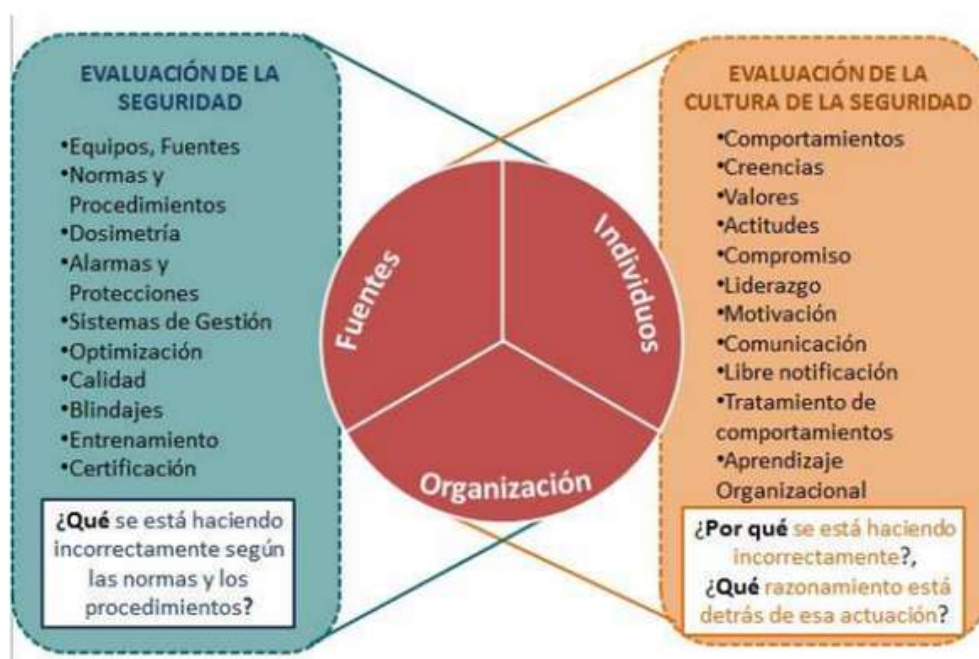 EVALUACIÓN DE LA
SEGURIDAD
•Equipos, Fuentes
•Normas y
Procedimientos
•Dosimetría
•Alarmas y
Protecciones
•Sistemas de Gestión
•Optimización
•Calidad
•Blindajes
•Entrenamiento
•Certificación
¿Qué se está haciendo
incorrectamente según
las normas y los
procedimientos?
Fuentes
Individuos
Organización
EVALUACIÓN DE LA
CULTURA DE LA SEGURIDAD
•Comportamientos
•Creencias
•Valores
•Actitudes
•Compromiso
•Liderazgo
•Motivación
•Comunicación
•Libre notificación
•Tratamiento de
comportamientos
•Aprendizaje
Organizacional
¿Por qué se está haciendo
incorrectamente?,
¿Qué razonamiento está
detrás de esa actuación?